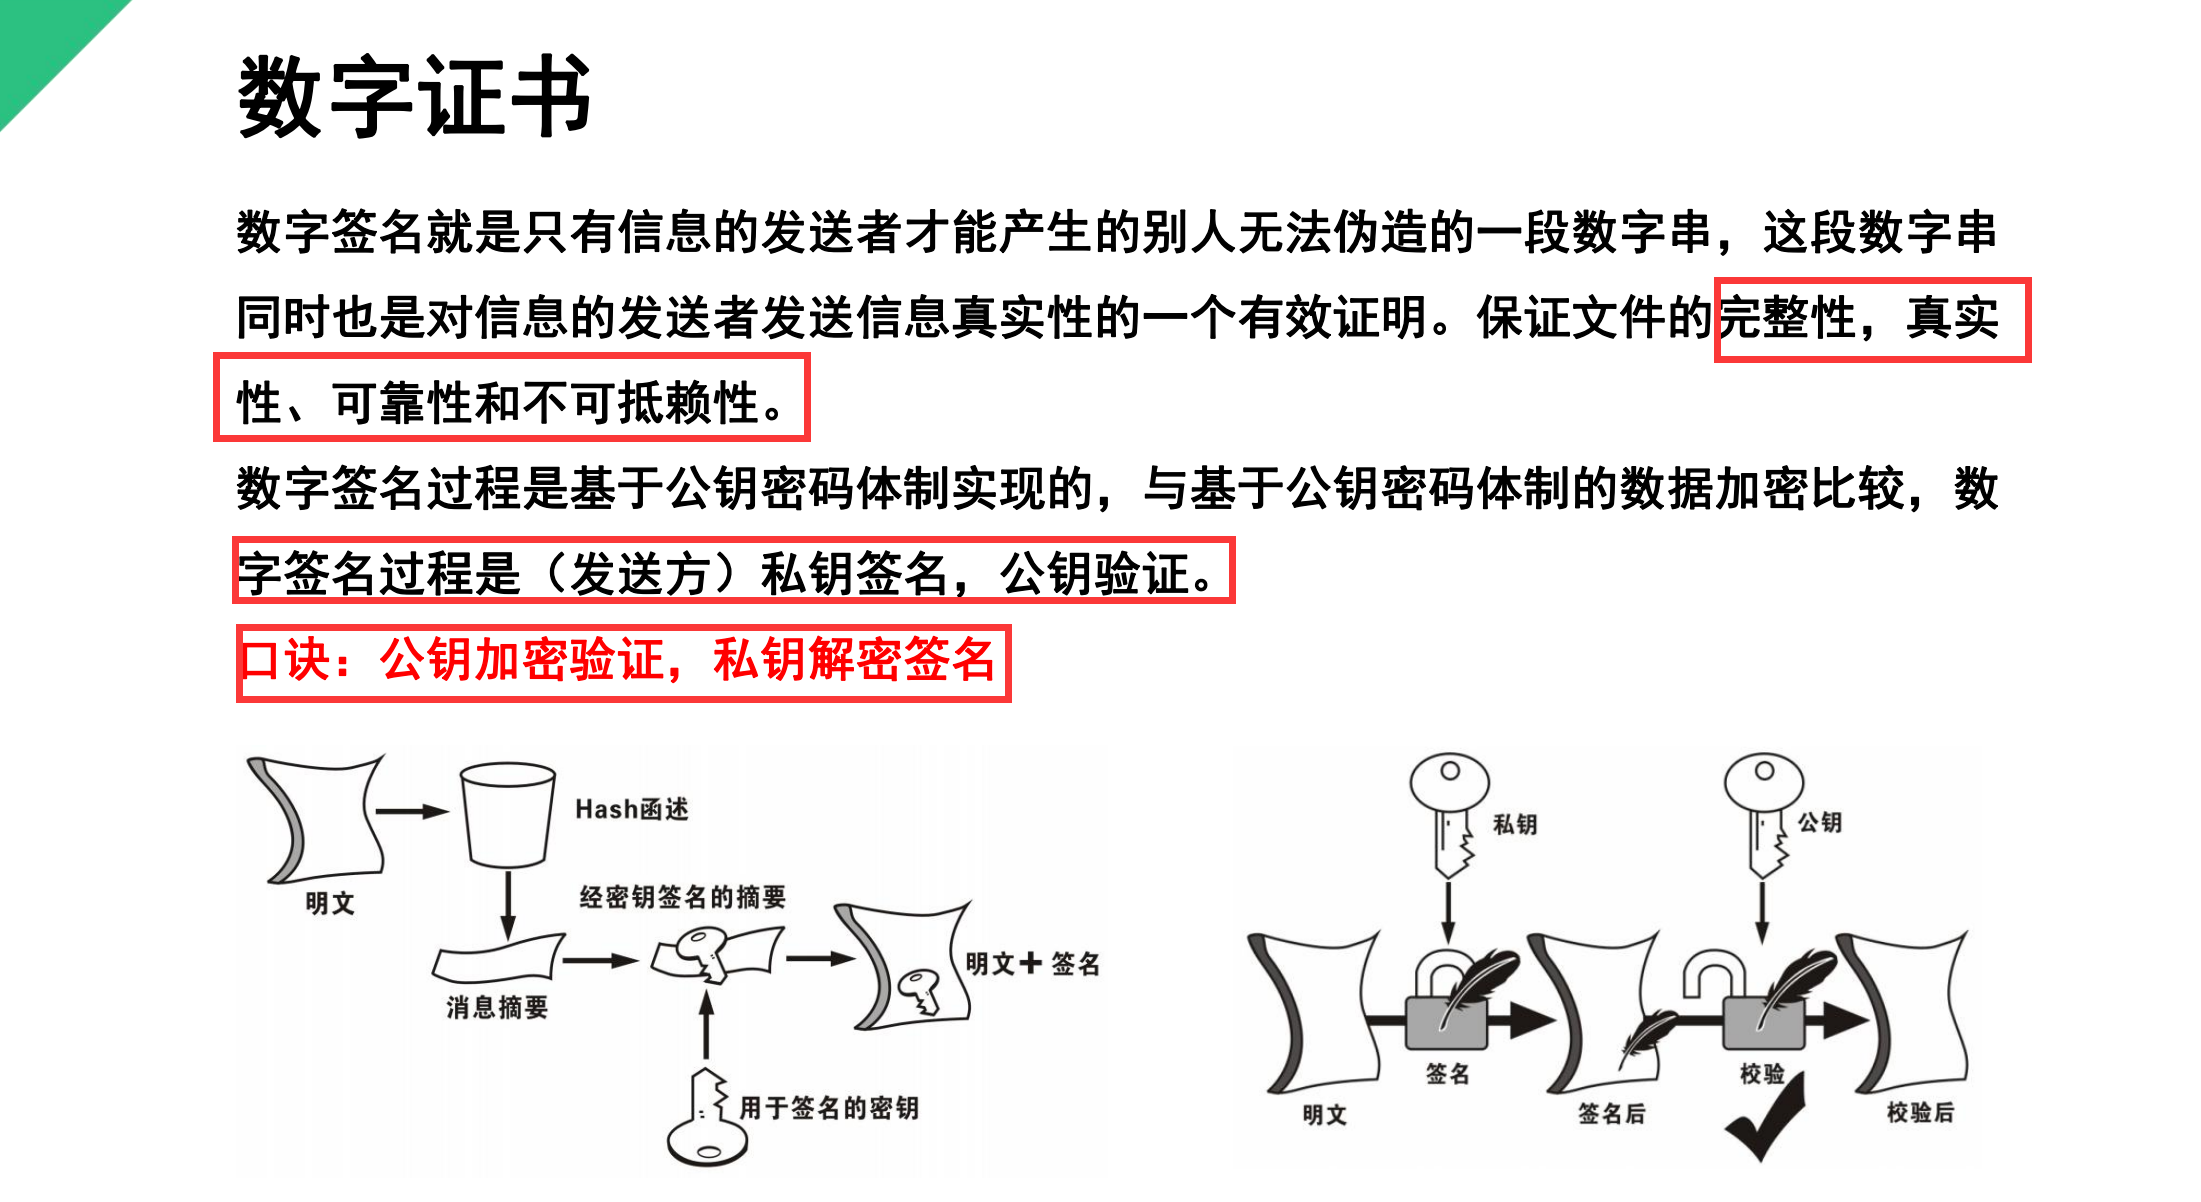 数字证书
数字签名就是只有信息的发送者才能产生的别人无法伪造的一段数字串，这段数字串
同时也是对信息的发送者发送信息真实性的一个有效证明。保证文件的完整性，真实
性、可靠性和不可抵赖性。
数字签名过程是基于公钥密码体制实现的，与基于公钥密码体制的数据加密比较，数
字签名过程是（发送方）私钥签名，公钥验证。
口诀：公钥加密验证，私钥解密签名
Hash函述
明文
经密钥签名的摘要
明文+签名
消息摘要
用于签名的密钥
私钥
公钥
签名
校验
明文
签名后
校验后